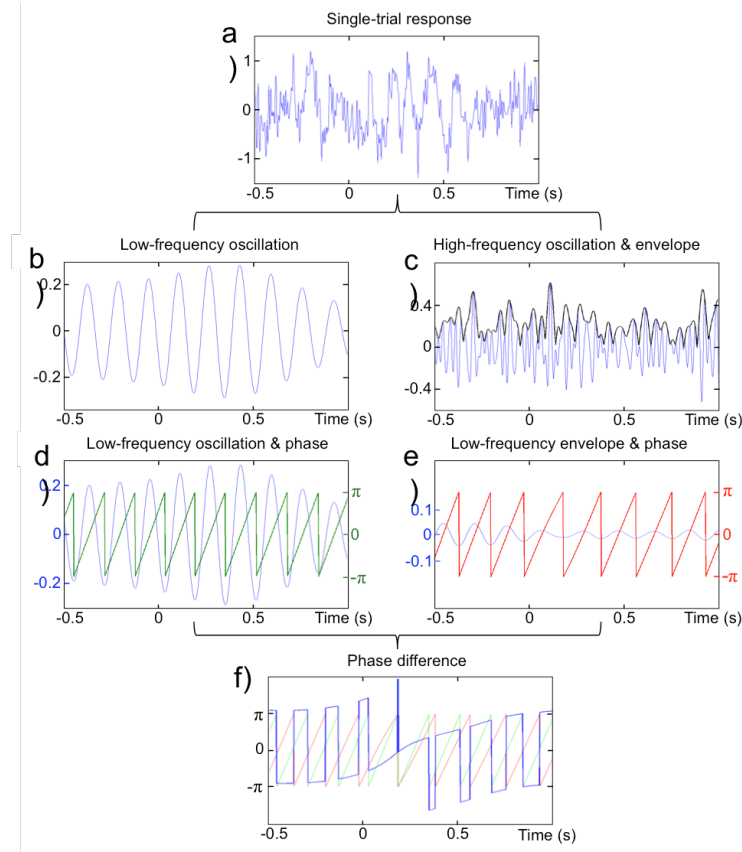 Single-trial response
a
)
1
0
-1
-0.5 0 0.5 Time (s)
Low-frequency oscillation
b
)
0.2
0
-0.2
-0.5 0 0.5 Time (s)
High-frequency oscillation & envelope
c
)
0.4
0
-0.4
-0.5 0 0.5 Time (s)
Low-frequency oscillation & phase
d
)
0.2
0
-0.2
π
0
-π
-0.5 0 0.5 Time (s)
Low-frequency envelope & phase
e
)
0.1
0
-0.1
π
0
-π
-0.5 0 0.5 Time (s)
Phase difference
f)
π
0
-π
-0.5 0 0.5 Time (s)